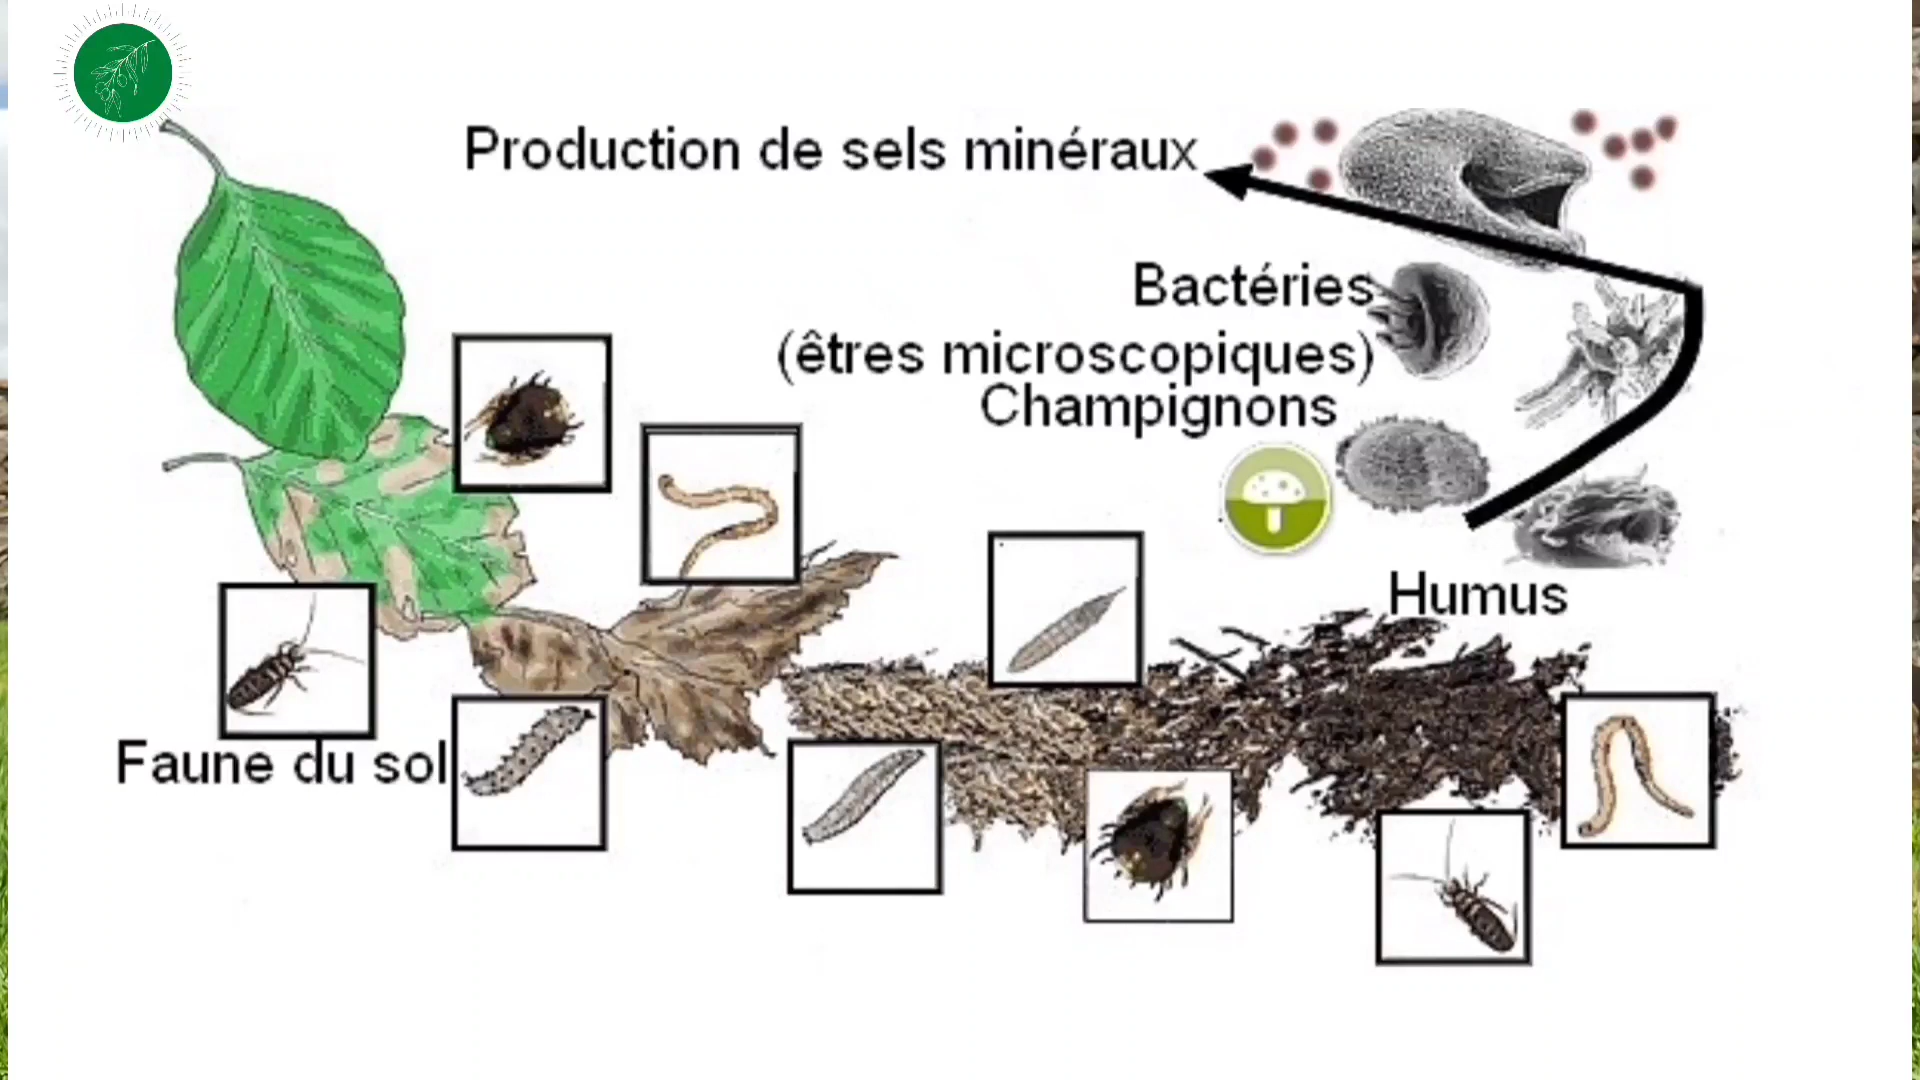 Production de sels minéraux
Bactéries
(êtres microscopiques)
Champignons
Humus
Faune du sol